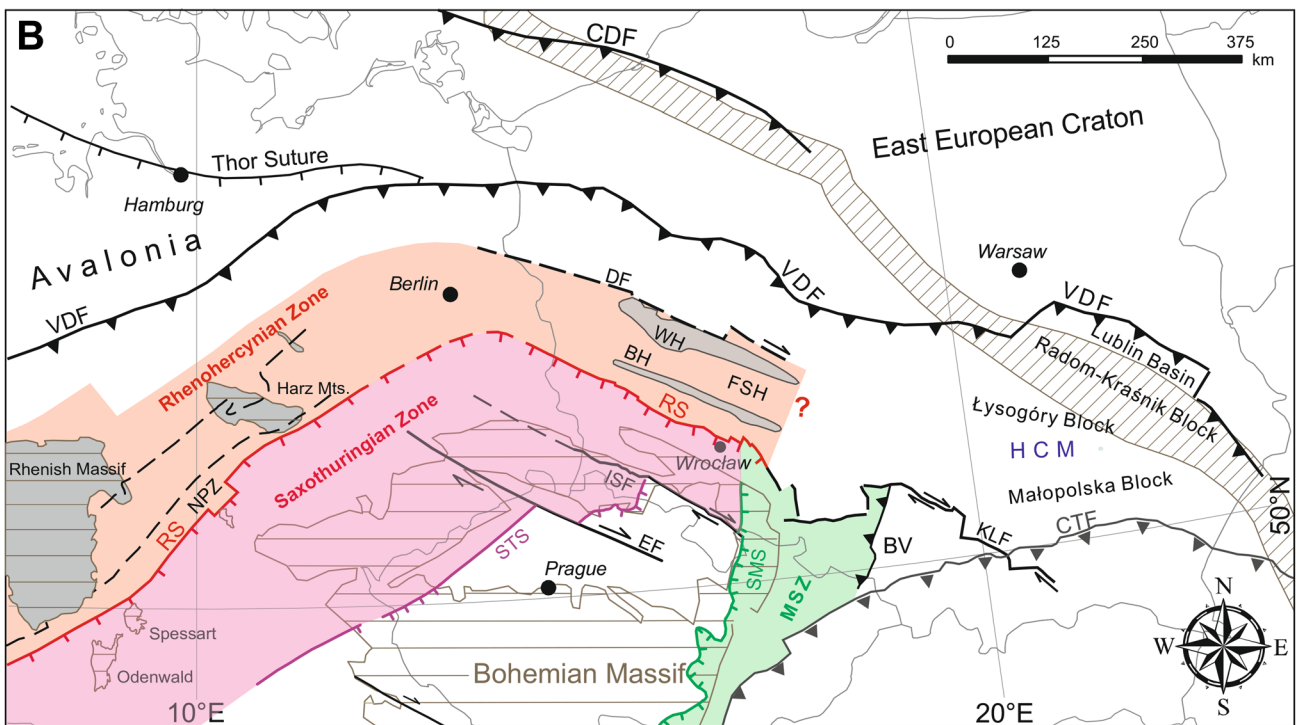 B
CDF
0 125 250 375
km
East European Craton
Thor Suture
Hamburg
Avalonia
VDF
Warsaw
Berlin
DF
VDF
VDF
Lublin Basin
Radom-Kraśnik Block
Rhenohercynian Zone
WH
BH
FSH
Harz Mts.
RS
?
Łysogóry Block
HCM
Saxothuringian Zone
Wrocław
Rhenish Massif
NPZ
ISF
Małopolska Block
50°N
RS
STS
EF
BV
KLF
CTF
SMS
MSZ
Prague
N
W E
S
Spessart
Odenwald
Bohemian Massif
10°E
20°E